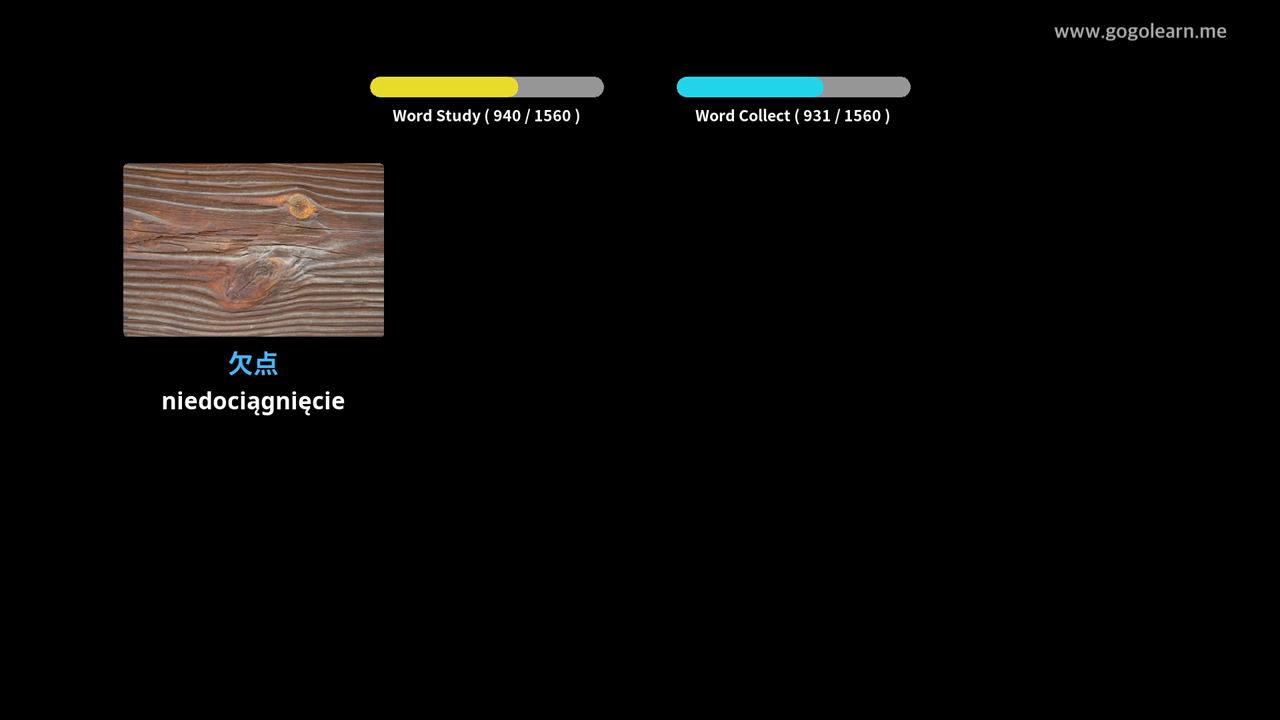 www.gogolearn.me
Word Study ( 940 / 1560 )
Word Collect ( 931 / 1560 )
欠点
niedociągnięcie